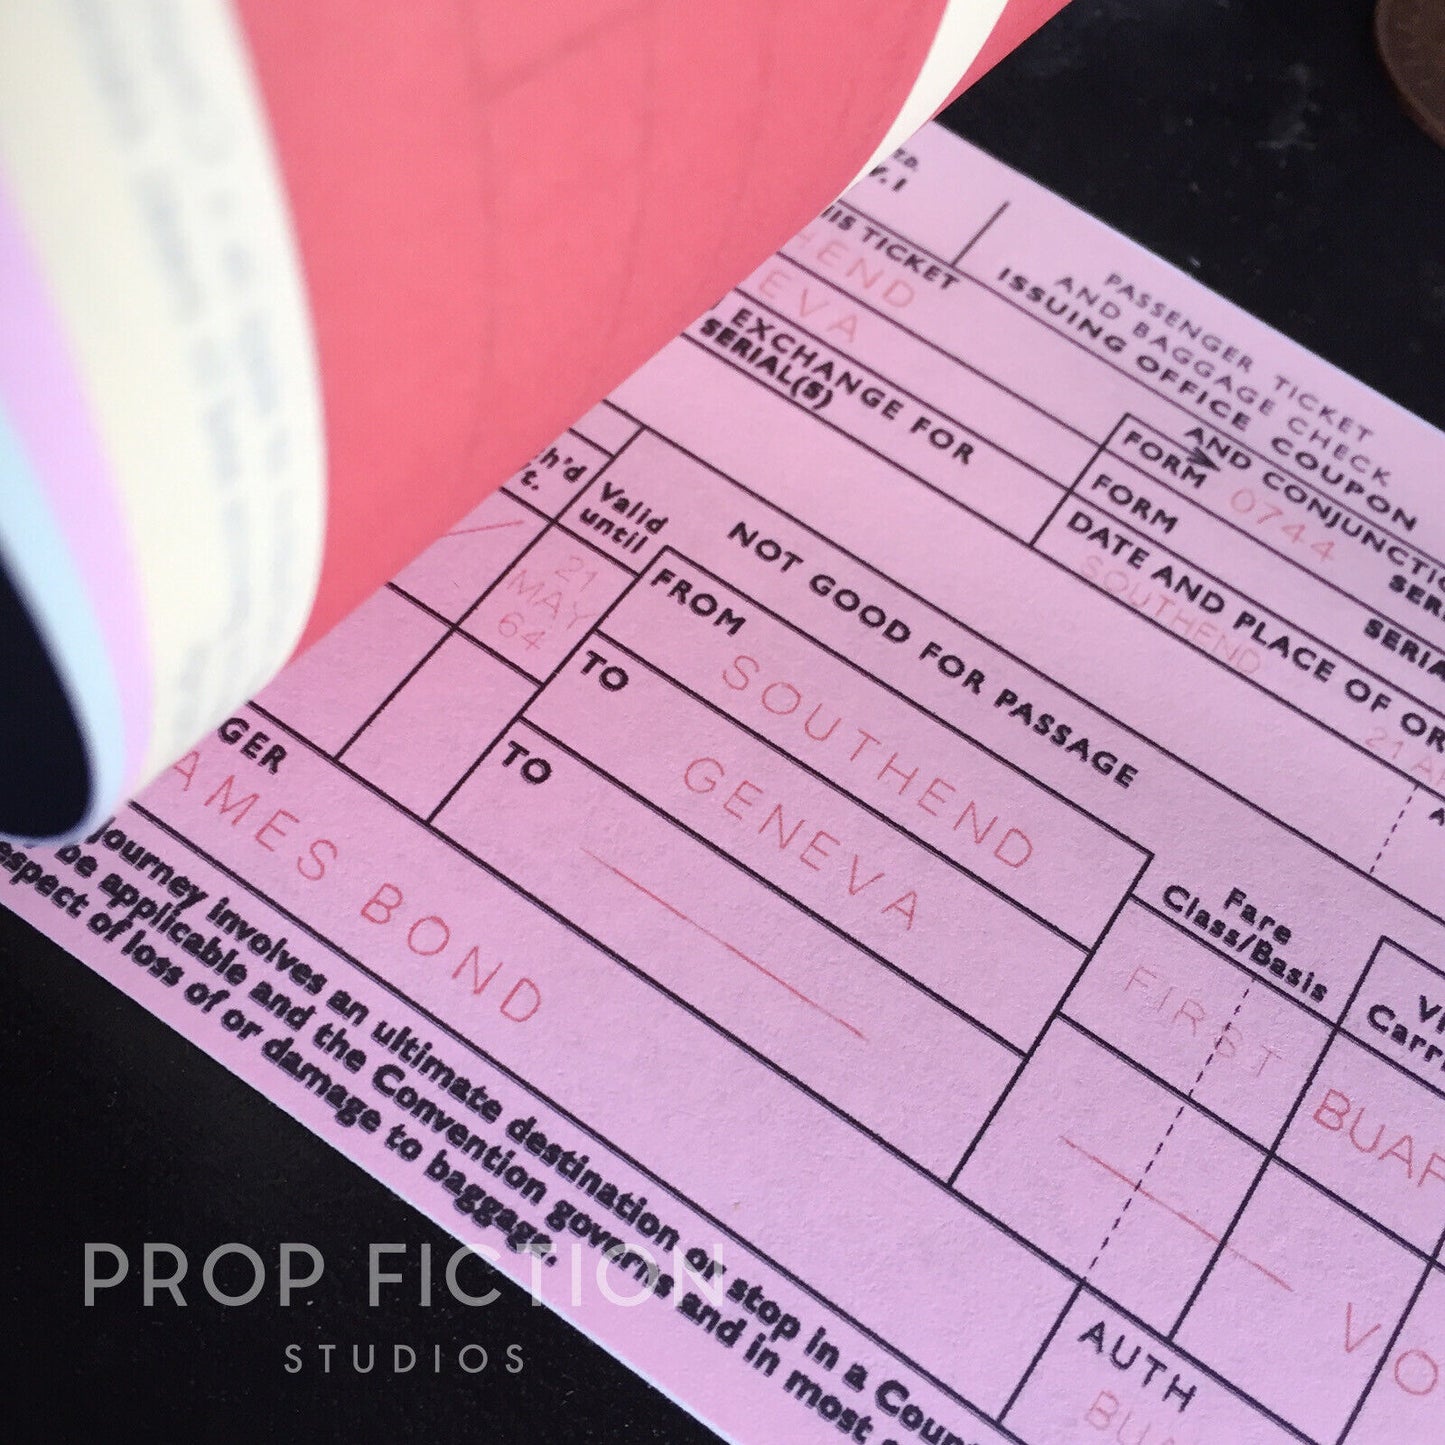 PASSENGER TICKET
AND BAGGAGE CHECK
ISSUING OFFICE COUPON
TICKET
EXCHANGE FOR
SERIAL(S)
AND
FORM 0744
FORM
DATE AND PLACE OF
SOUTHEND
21
Valid
until
21
MAY
64
NOT GOOD FOR PASSAGE
FROM SOUTHEND
TO GENEVA
TO
Fare
Class/Basis
FIRST
AMES BOND
journey involves an ultimate destination or stop in a
be applicable and the Convention governs and in most
of loss of or damage to baggage.
AUTH
PROP FICTION
STUDIOS